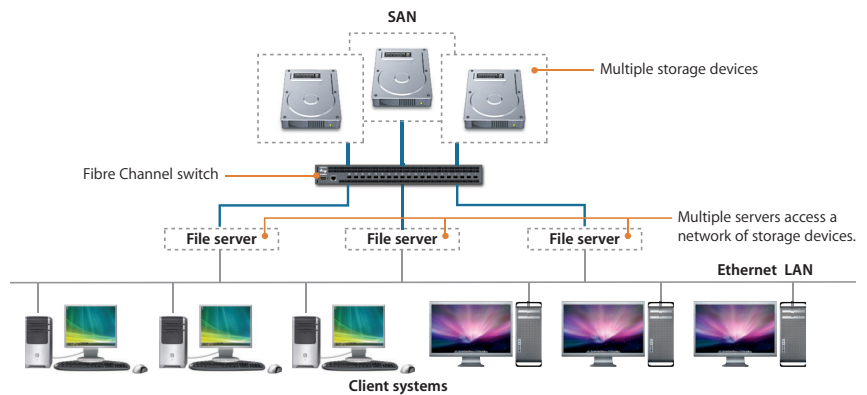 SAN
Multiple storage devices
Fibre Channel switch
Multiple servers access a
network of storage devices.
File server
File server
File server
Ethernet LAN
Client systems